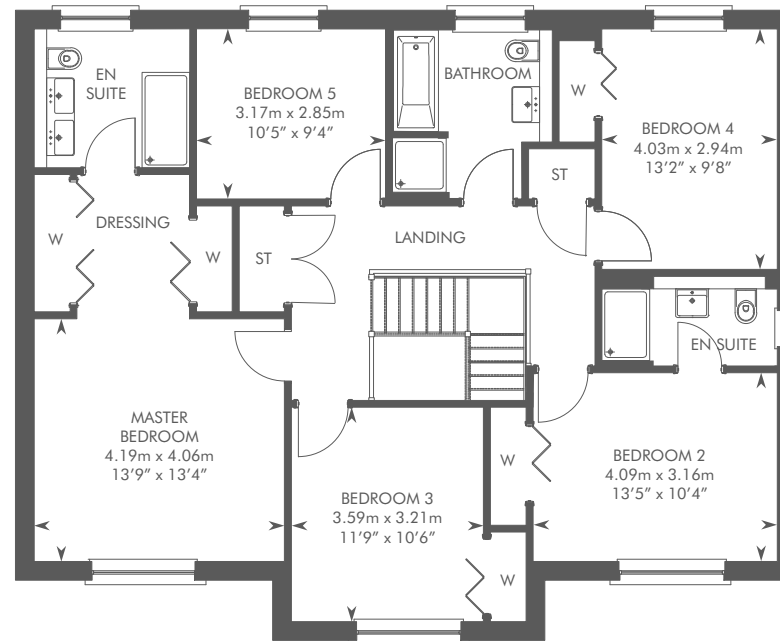 EN
SUITE
BEDROOM 5
3.17m x 2.85m
10’5” x 9’4”
BATHROOM
W
BEDROOM 4
4.03m x 2.94m
13’2” x 9’8”
ST
W
DRESSING
W
ST
LANDING
EN SUITE
MASTER
BEDROOM
4.19m x 4.06m
13’9” x 13’4”
BEDROOM 3
3.59m x 3.21m
11’9” x 10’6”
W
BEDROOM 2
4.09m x 3.16m
13’5” x 10’4”
W